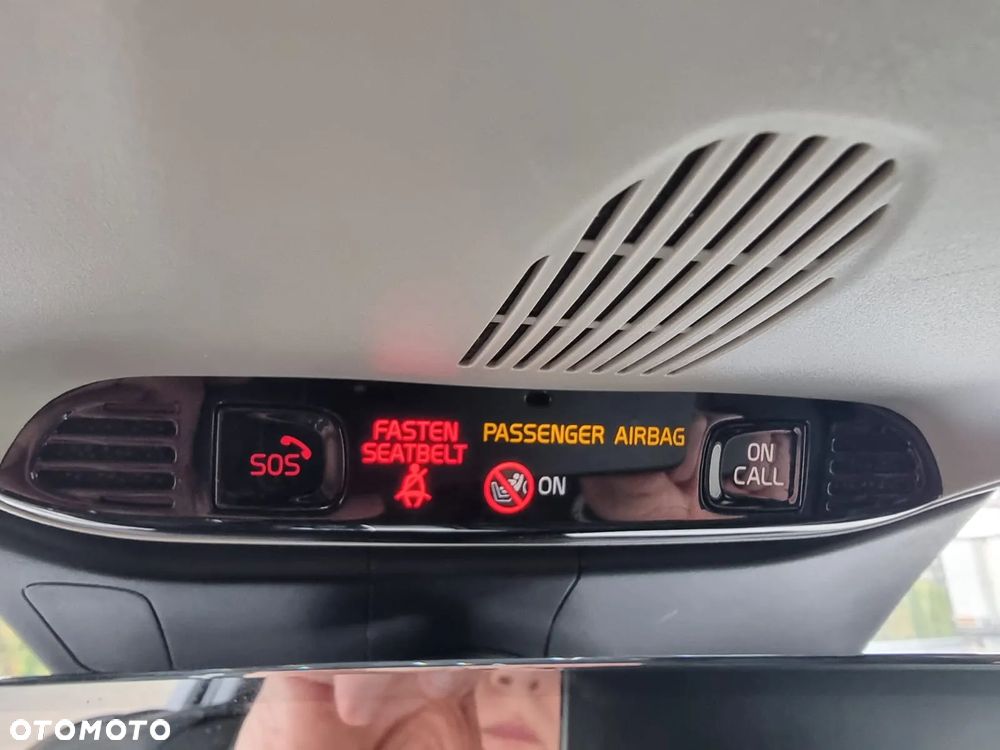 SOS
FASTEN
SEATBELT
PASSENGER AIRBAG
ON
ON
CALL
OTOMOTO